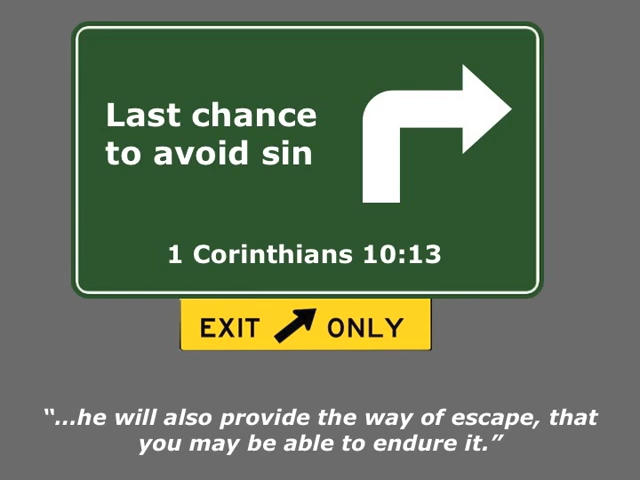 Last chance
to avoid sin
1 Corinthians 10:13
EXIT ONLY
“...he will also provide the way of escape, that
you may be able to endure it.”